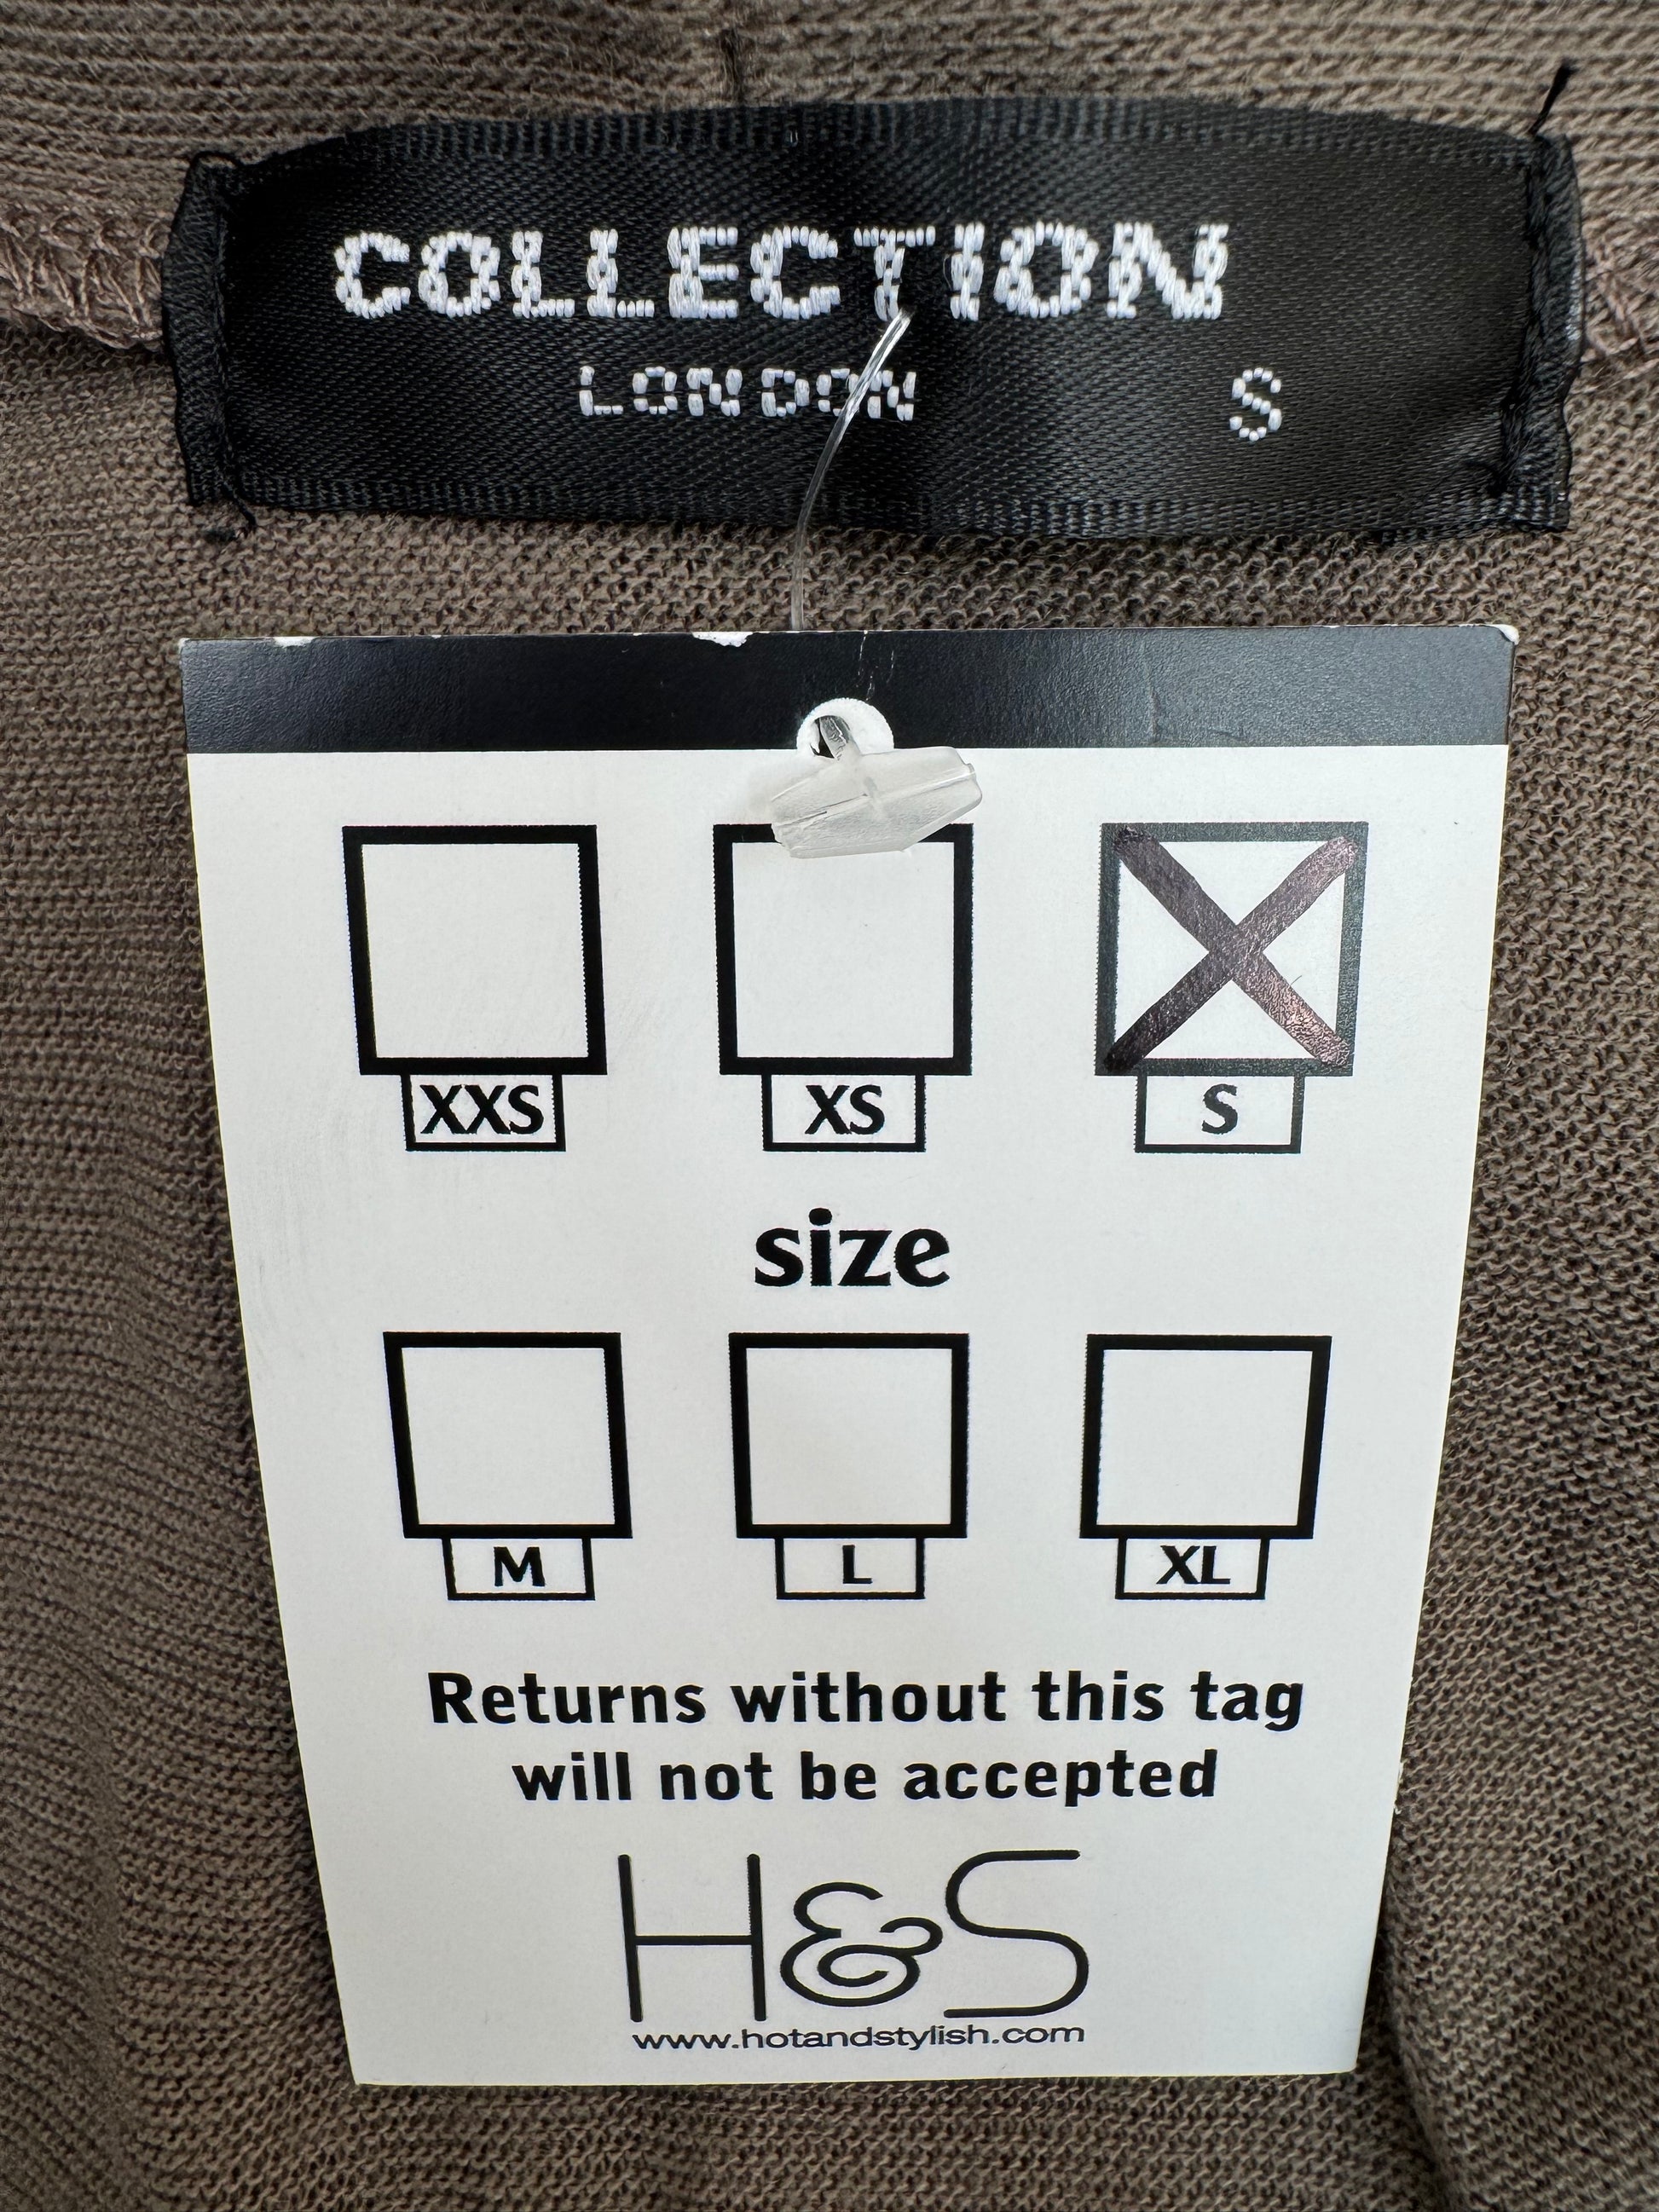 COLLECTION
LONDON S
XXS XS S
size
M L XL
Returns without this tag
will not be accepted
H&S
www.hotandstylish.com